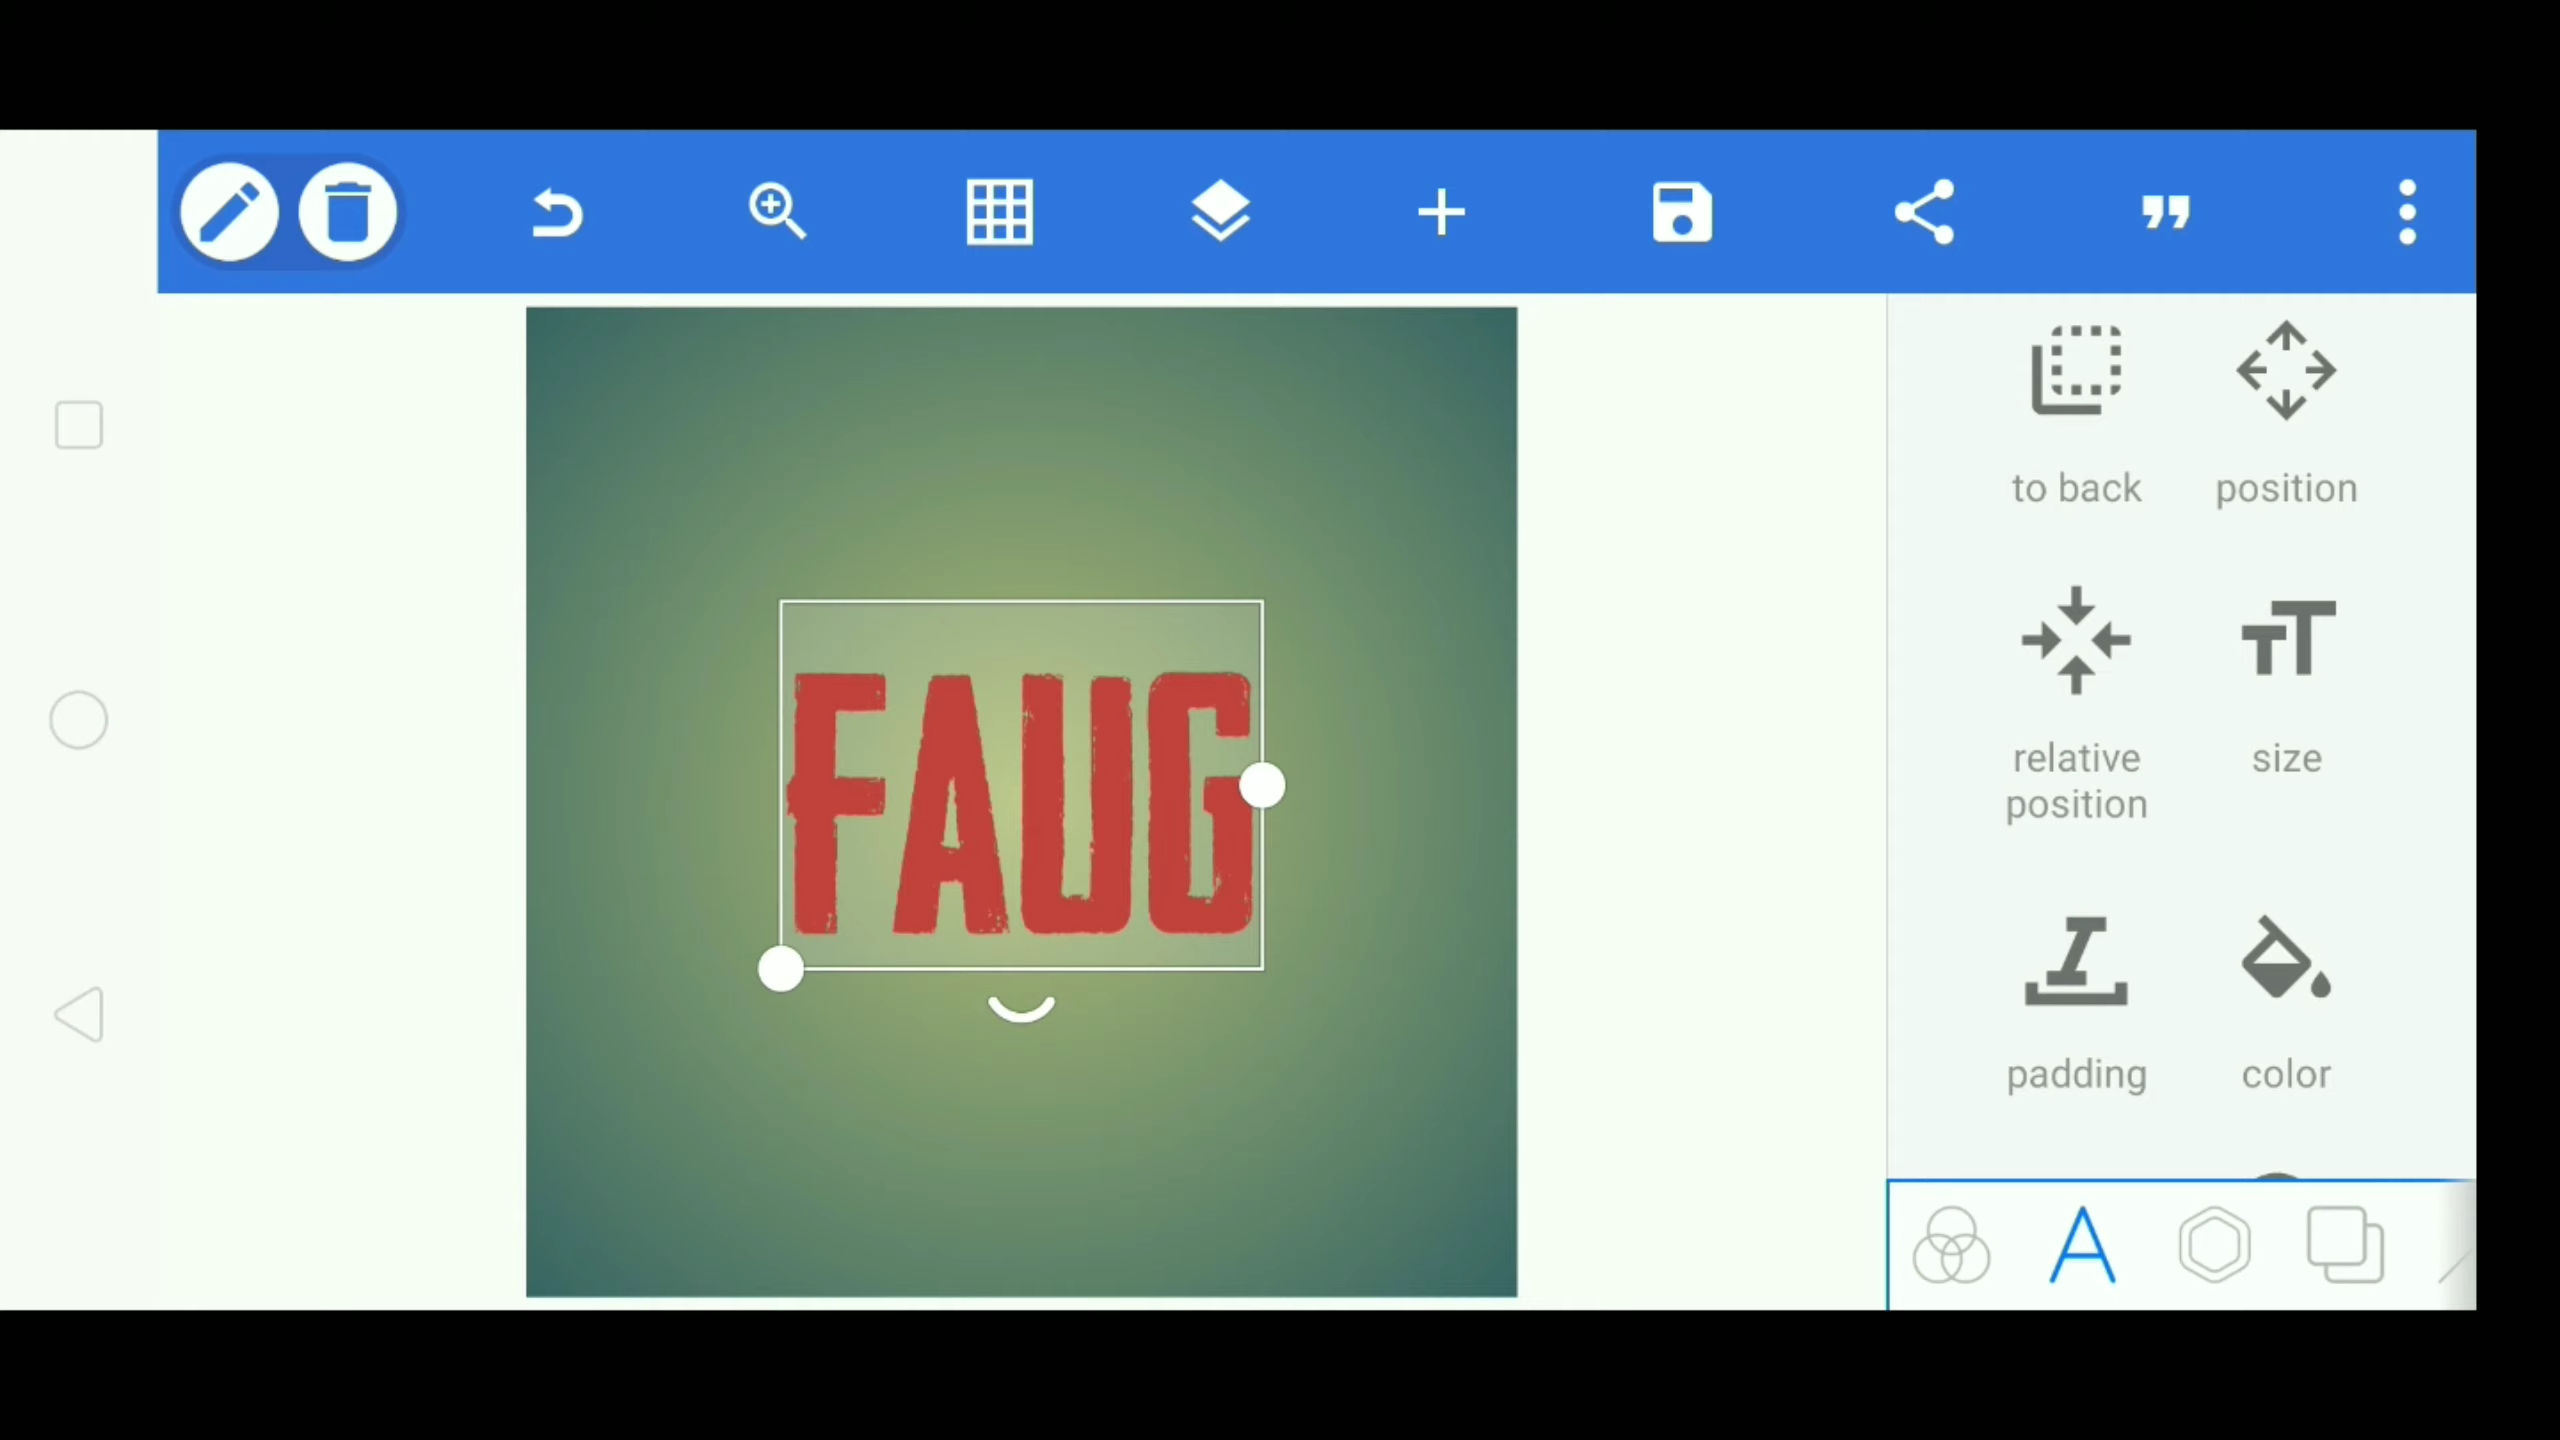 FAUG
to back
position
relative
position
size
padding
color